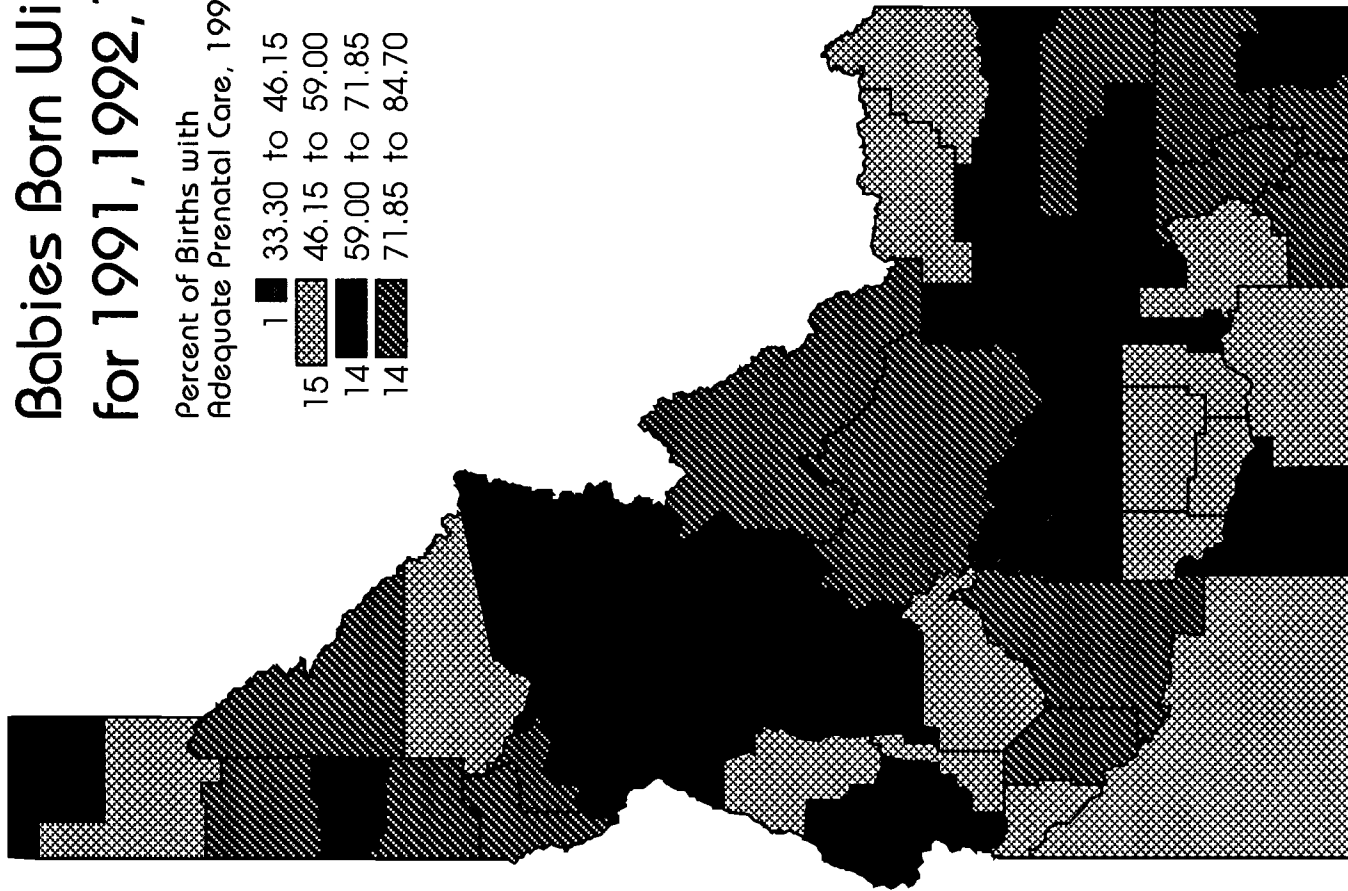 Babies Born Wi
for 1991,1992,
Percent of Births with
Adequate Prenatal Care, 199
1 33.30 to 46.15
15 46.15 to 59.00
14 59.00 to 71.85
14 71.85 to 84.70